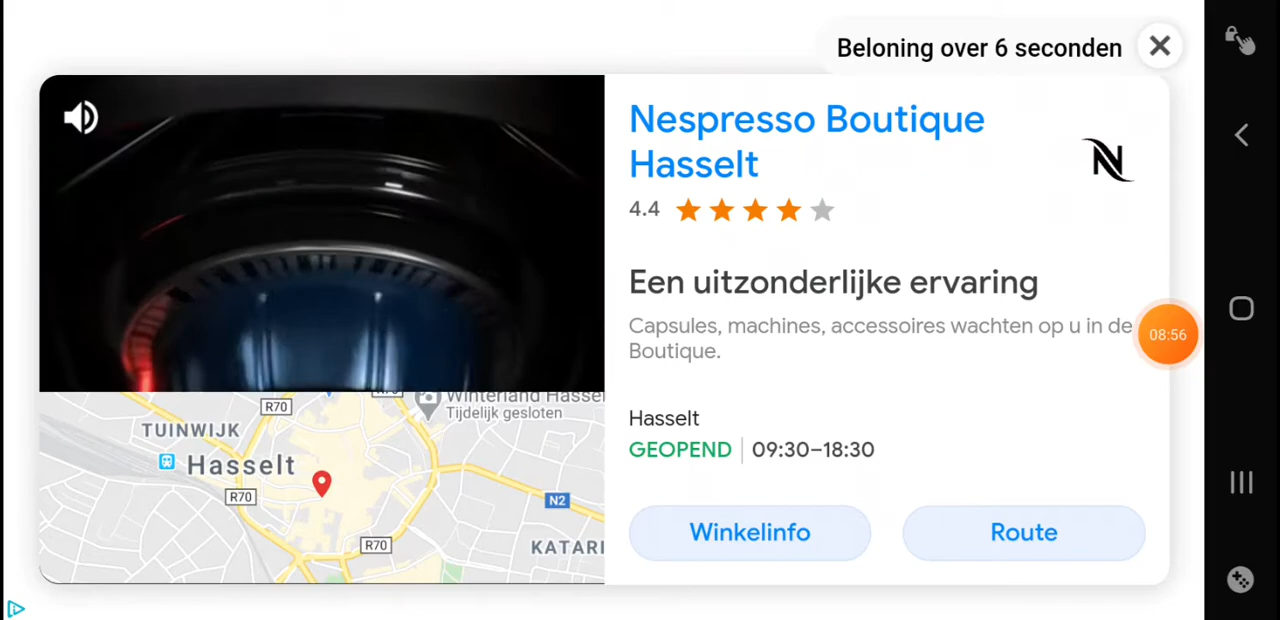 Beloning over 6 seconden
Nespresso Boutique
Hasselt
N
4.4
Een uitzonderlijke ervaring
Capsules, machines, accessoires wachten op u in de
Boutique.
08:56
Hasselt
GEOPEND | 09:30–18:30
Winkelinfo
Route
R70
Winterland Hasselt
Tijdelijk gesloten
TUINWIJK
Hasselt
R70
N2
R70
KATARI